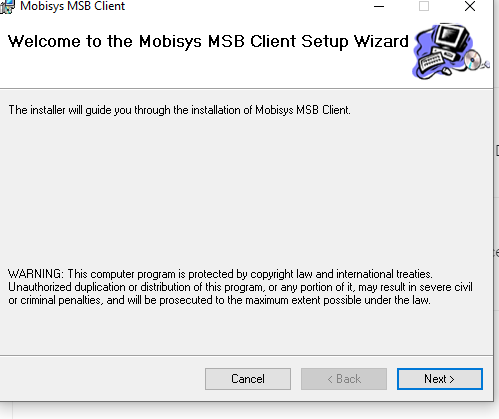 Mobisys MSB Client
Welcome to the Mobisys MSB Client Setup Wizard
The installer will guide you through the installation of Mobisys MSB Client.
WARNING: This computer program is protected by copyright law and international treaties.
Unauthorized duplication or distribution of this program, or any portion of it, may result in severe civil
or criminal penalties, and will be prosecuted to the maximum extent possible under the law.
Cancel
< Back
Next >